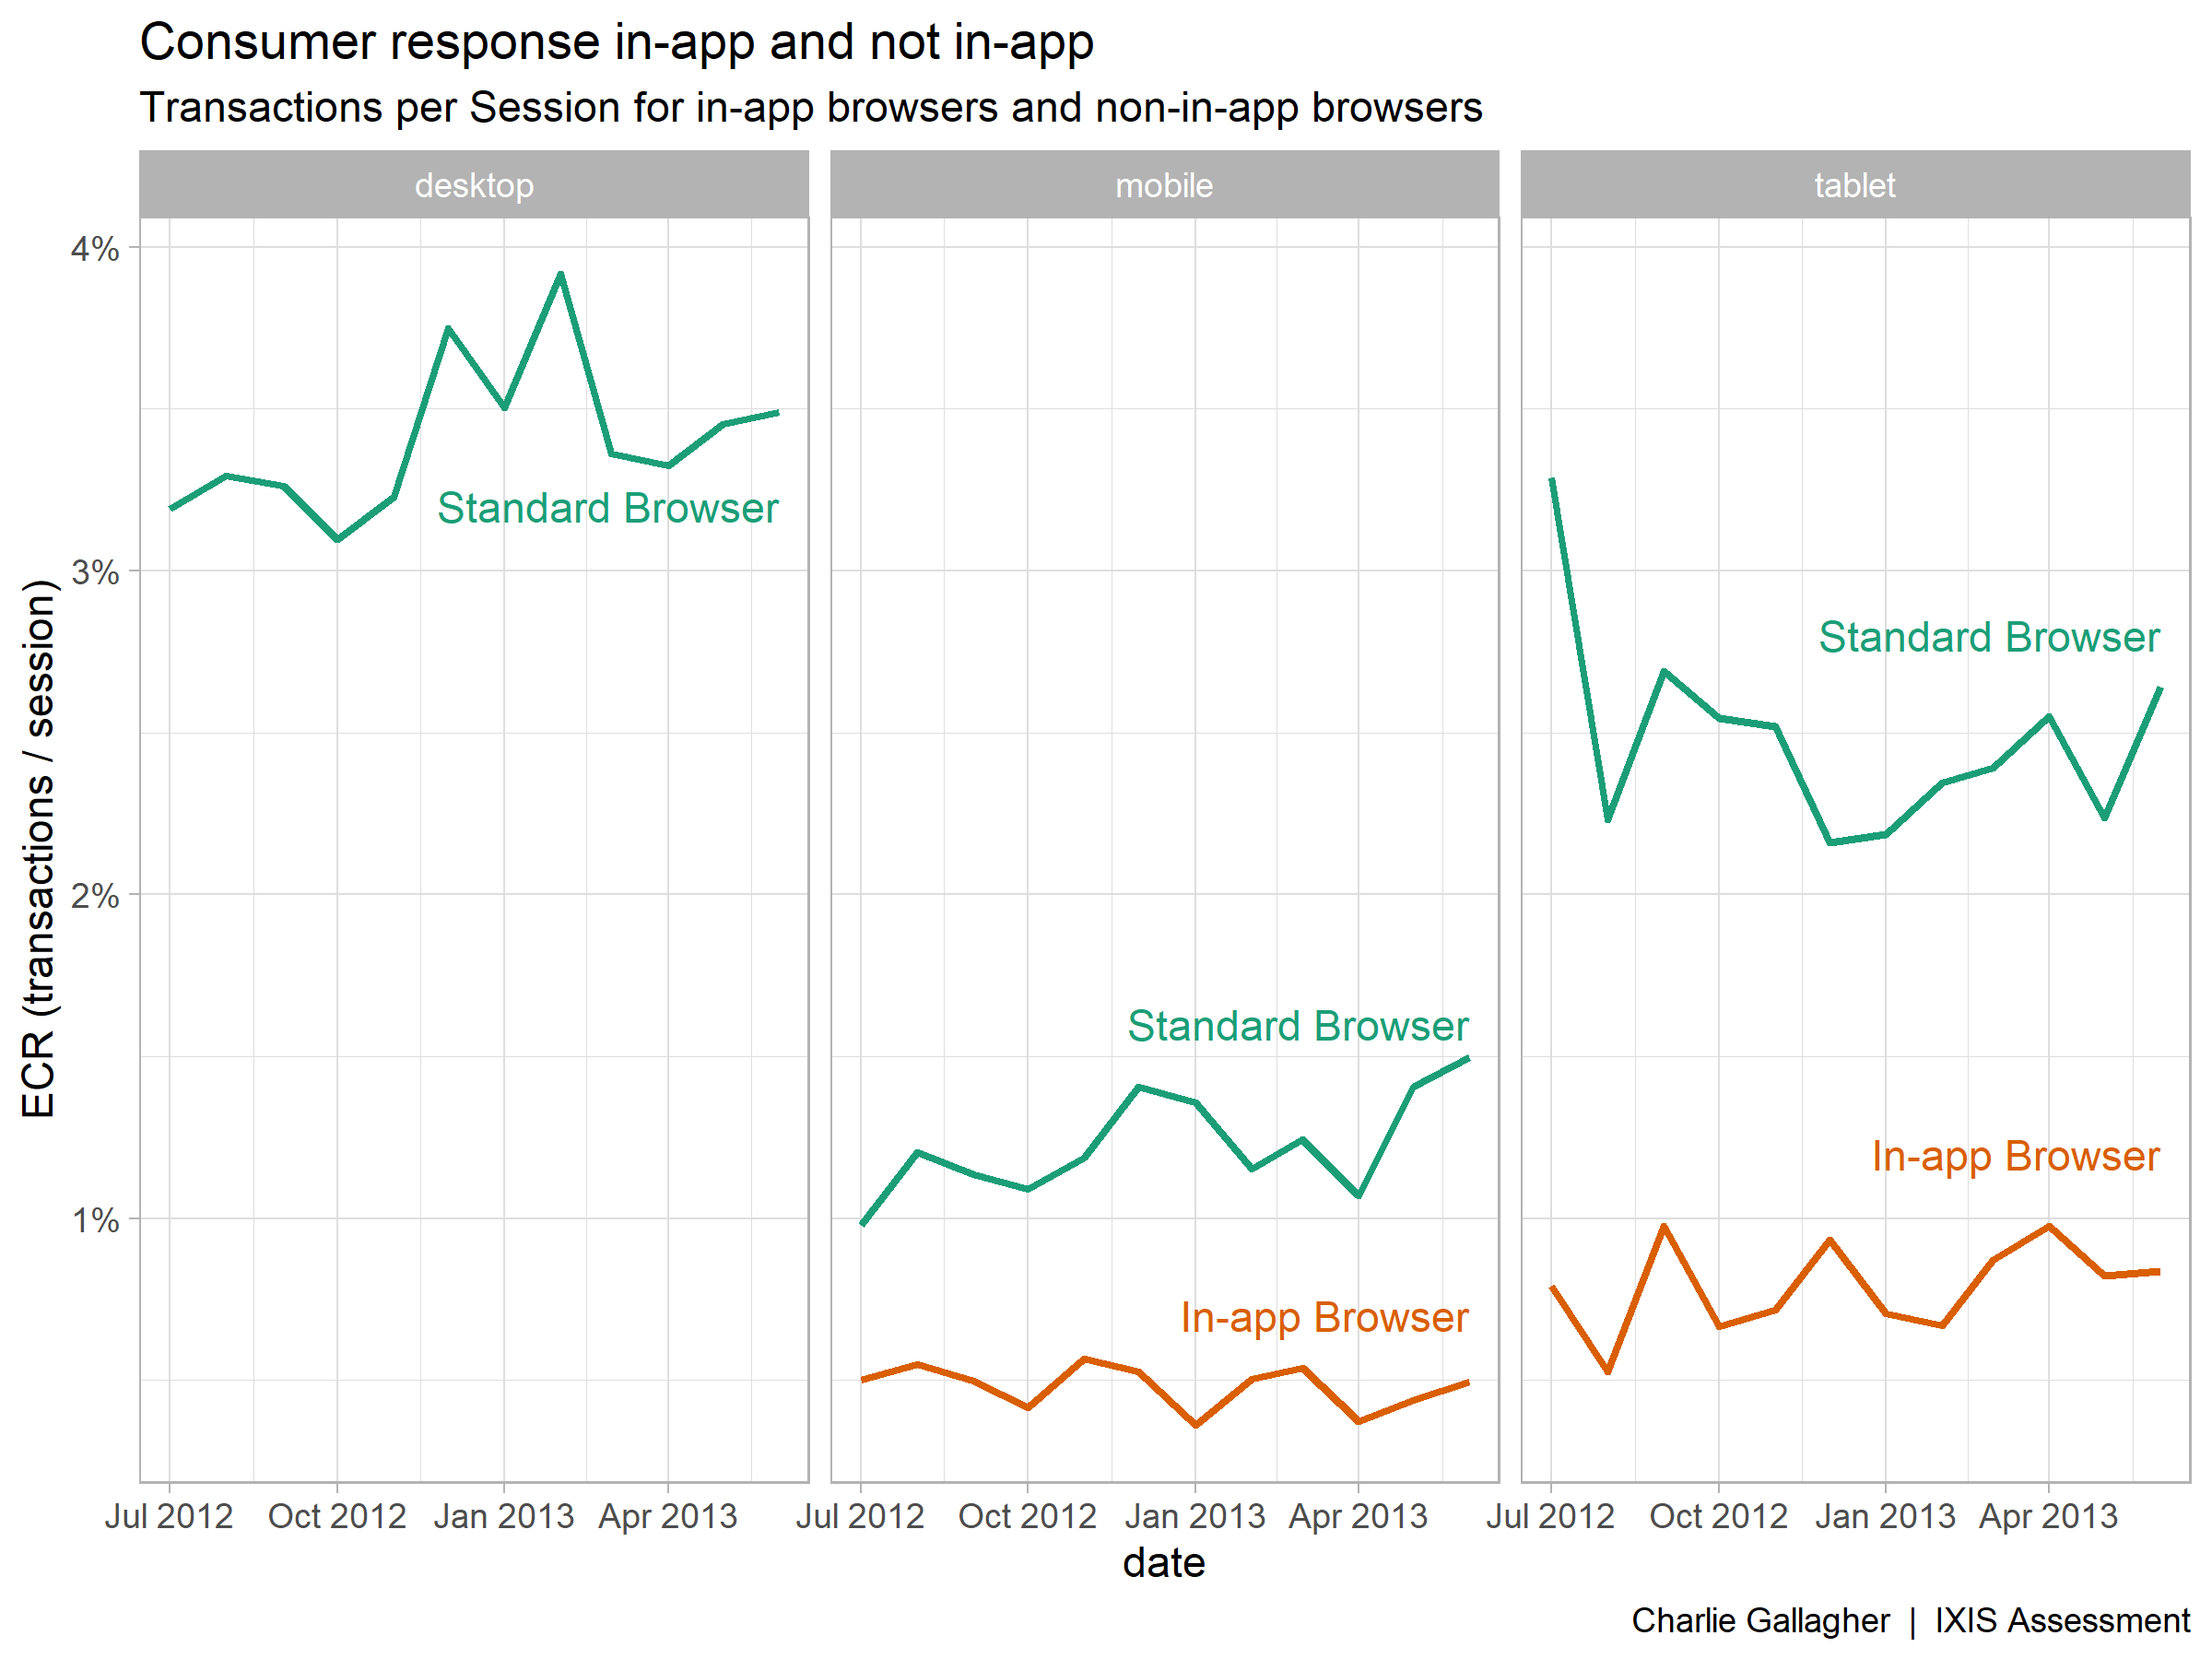 Consumer response in-app and not in-app
Transactions per Session for in-app browsers and non-in-app browsers
desktop
mobile
tablet
4%
3%
2%
1%
ECR (transactions / session)
Standard Browser
Standard Browser
In-app Browser
Standard Browser
In-app Browser
Jul 2012 Oct 2012 Jan 2013 Apr 2013
Jul 2012 Oct 2012 Jan 2013 Apr 2013
Jul 2012 Oct 2012 Jan 2013 Apr 2013
date
Charlie Gallagher | IXIS Assessment